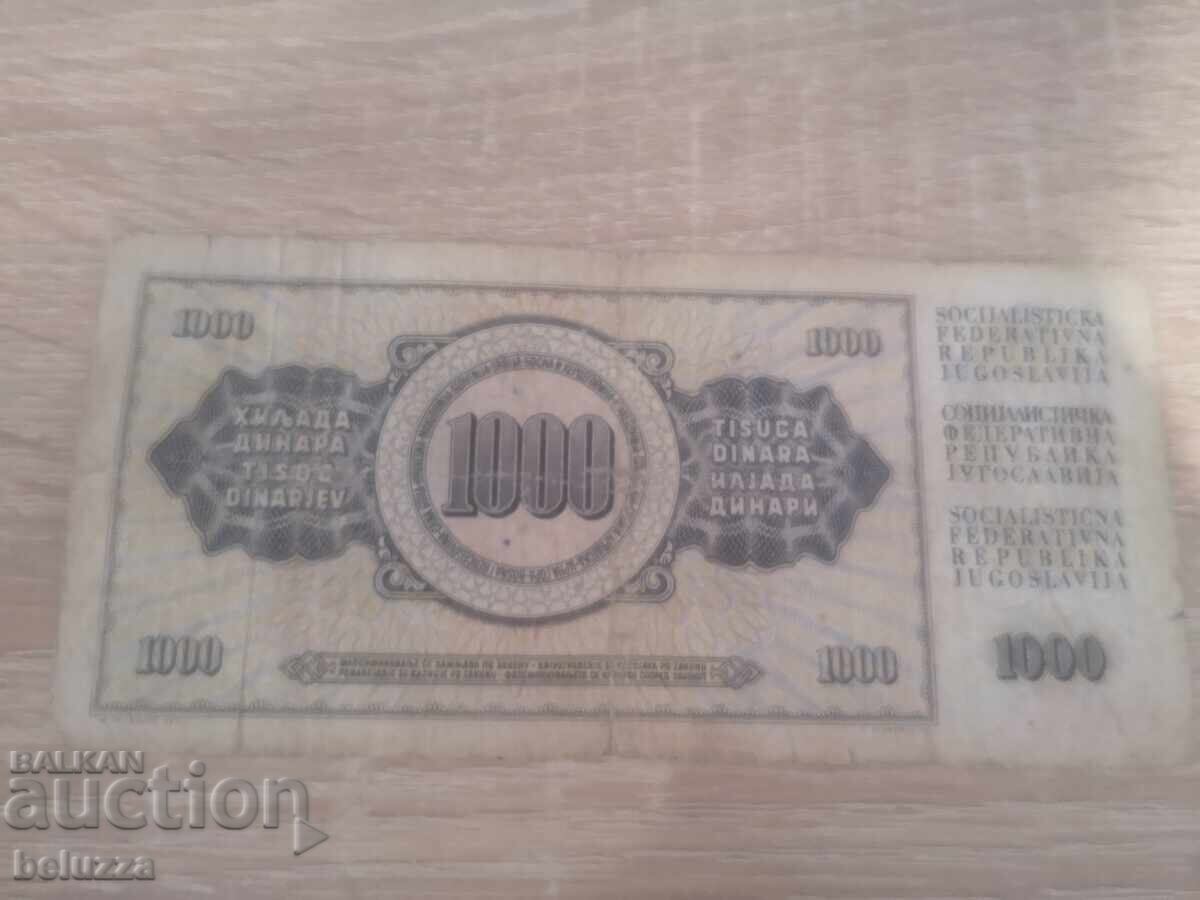 1000
1000
ХИЉАДА
ДИНАРА
TISOČ
DINARJEV
1000
TISUĆA
DINARA
ИЛЈАДА
ДИНАРИ
1000
1000
SOCIJALISTIČKA
FEDERATIVNA
REPUBLIKA
JUGOSLAVIJA
СОЦИЈАЛИСТИЧКА
ФЕДЕРАТИВНА
РЕПУБЛИКА
ЈУГОСЛАВИЈА
SOCIALISTIČNA
FEDERATIVNA
REPUBLIKA
JUGOSLAVIJA
1000
BALKAN
auction
beluzza